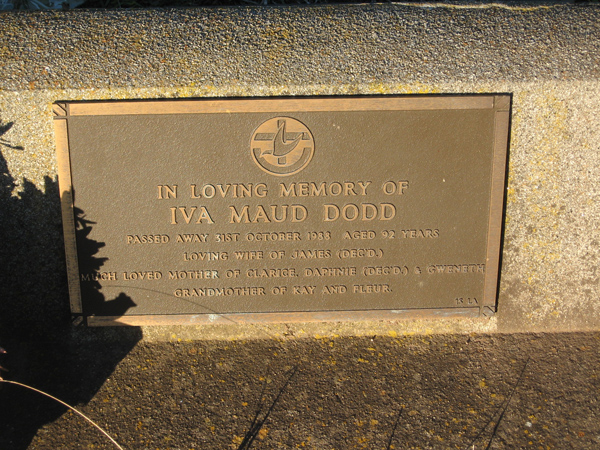 IN LOVING MEMORY OF
IVA MAUD DODD
PASSED AWAY 31ST OCTOBER 1988 AGED 92 YEARS
LOVING WIFE OF JAMES (DEC'D.)
MUCH LOVED MOTHER OF CLARICE, DAPHNIE (DEC'D.) & GWENETH
GRANDMOTHER OF KAY AND FLEUR.